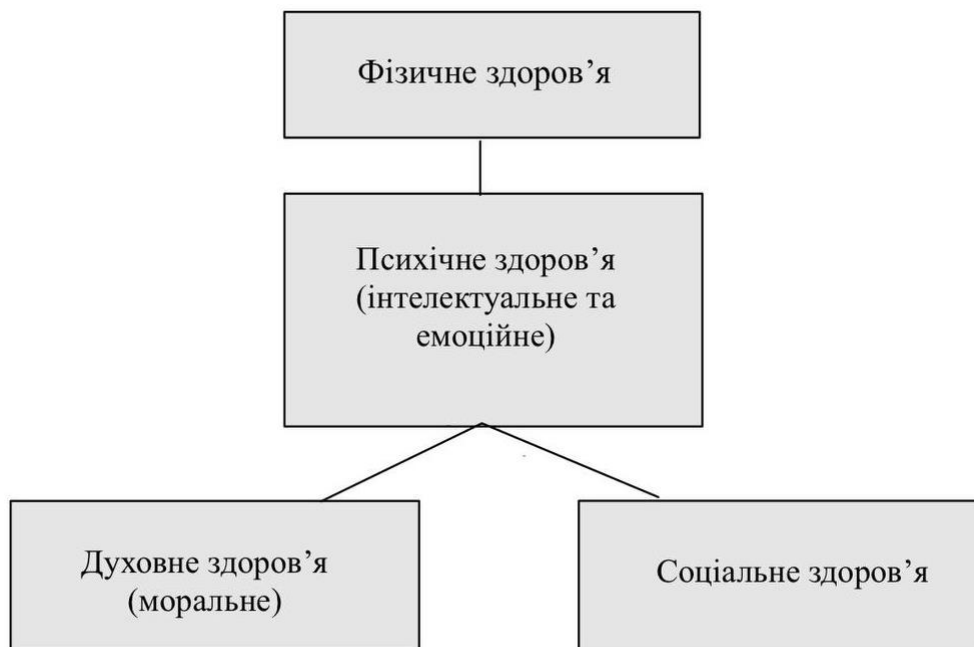 Фізичне здоров’я
Психічне здоров’я
(інтелектуальне та
емоційне)
Духовне здоров’я
(моральне)
Соціальне здоров’я